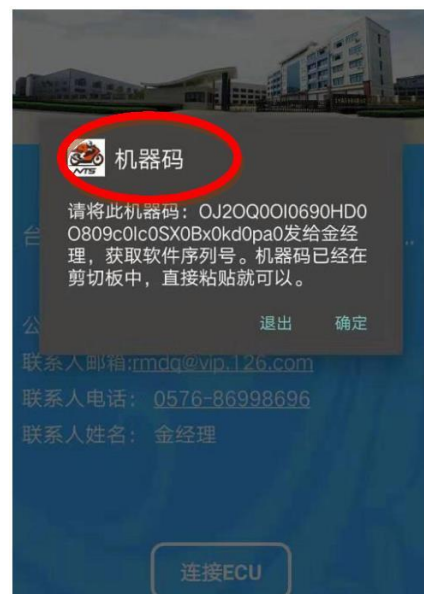 NTS
机器码
请将此机器码：OJ2OQ0OI0690HD0
O809c0lc0SX0Bx0kd0pa0发给金经
理，获取软件序列号。机器码已经在
剪切板中，直接粘贴就可以。
退出 确定
台
..
公
联系人邮箱:rmdq@vip.126.com
联系人电话： 0576-86998696
联系人姓名： 金经理
连接ECU